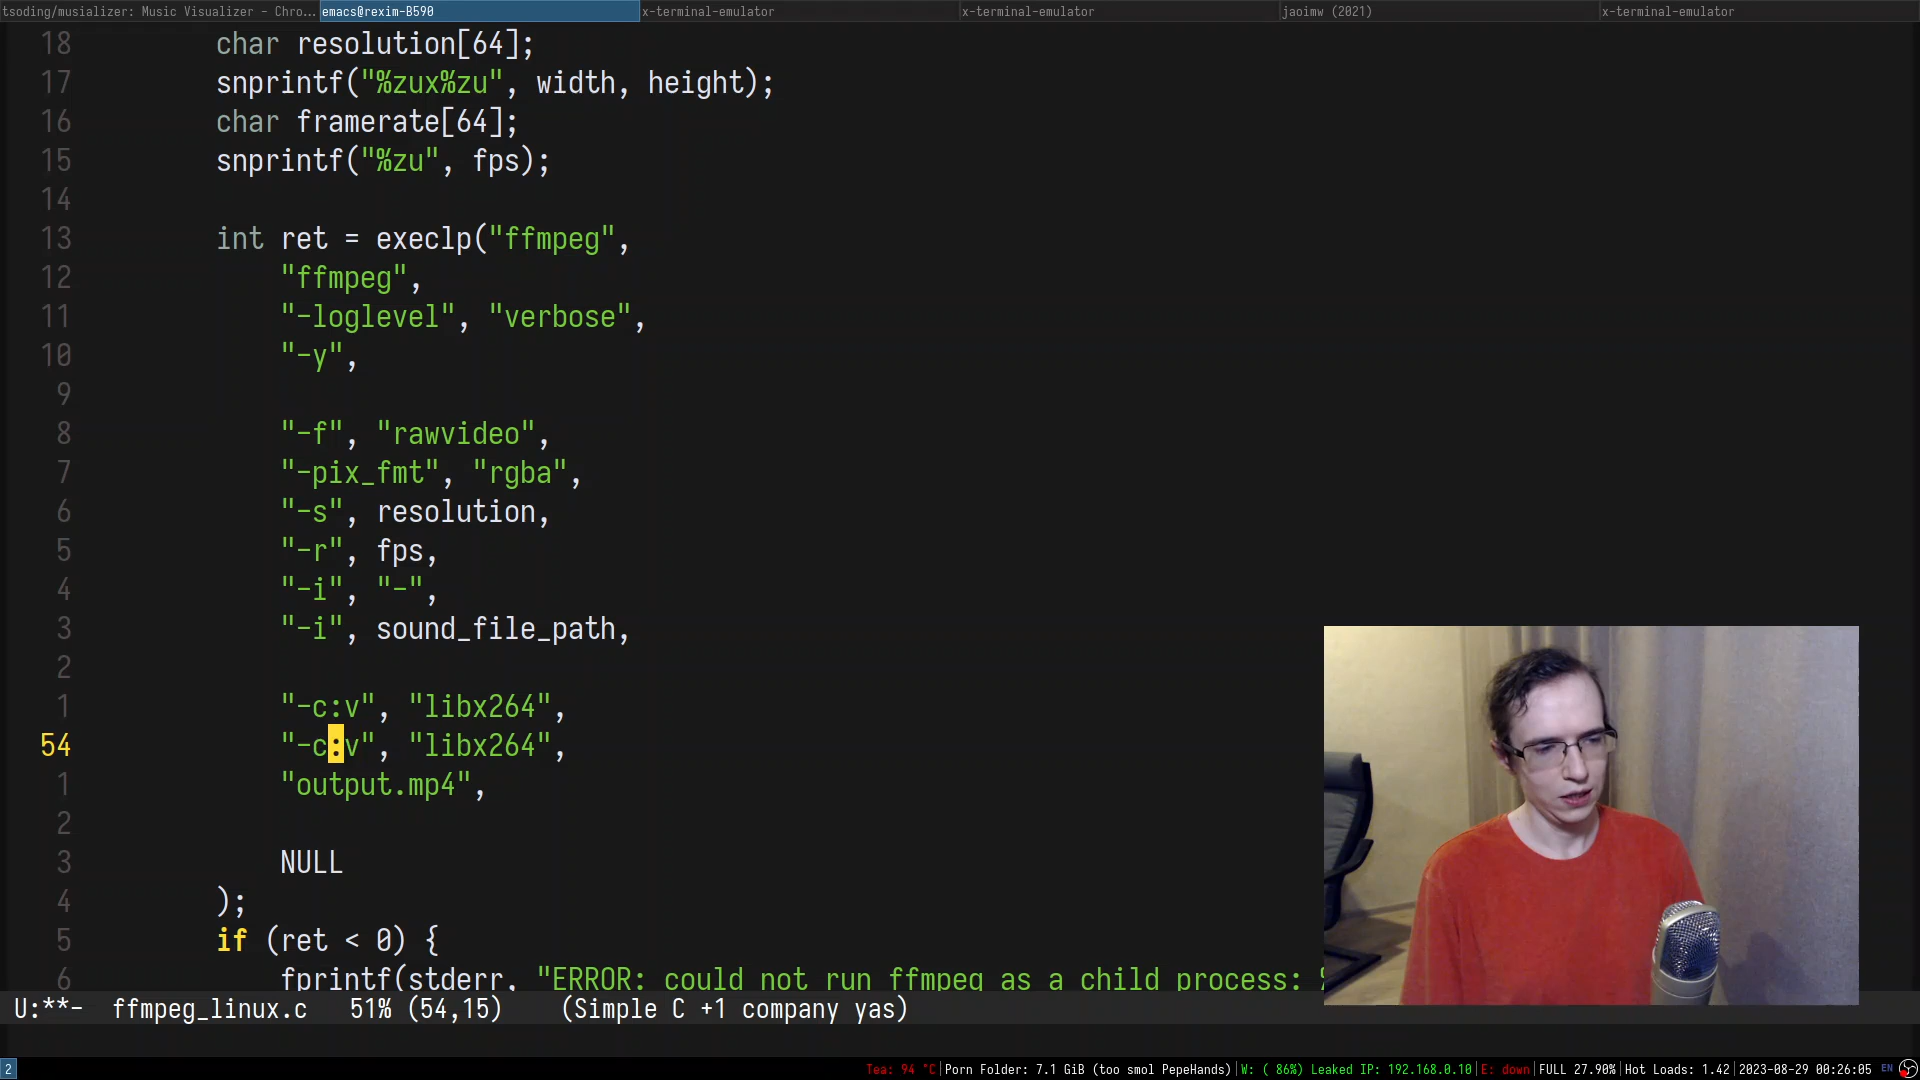 tsoding/musializer: Music Visualizer - Chro... emacs@rexim-B590 x-terminal-emulator x-terminal-emulator jaoimw (2021) x-terminal-emulator
18 char resolution[64];
17 snprintf("%zux%zu", width, height);
16 char framerate[64];
15 snprintf("%zu", fps);
14
13 int ret = execlp("ffmpeg",
12 "ffmpeg",
11 "-loglevel", "verbose",
10 "-y",
9
8 "-f", "rawvideo",
7 "-pix_fmt", "rgba",
6 "-s", resolution,
5 "-r", fps,
4 "-i", "-",
3 "-i", sound_file_path,
2
1 "-c:v", "libx264",
54 "-c:v", "libx264",
1 "output.mp4",
2
3 NULL
4 );
5 if (ret < 0) {
6 fprintf(stderr, "ERROR: could not run ffmpeg as a child process:
U:**- ffmpeg_linux.c 51% (54,15) (Simple C +1 company yas)
2 Tea: 94 °C|Porn Folder: 7.1 GiB (too smol PepeHands)|W: ( 86%) Leaked IP: 192.168.0.10|E: down|FULL 27.90%|Hot Loads: 1.42|2023-08-29 00:26:05 EN